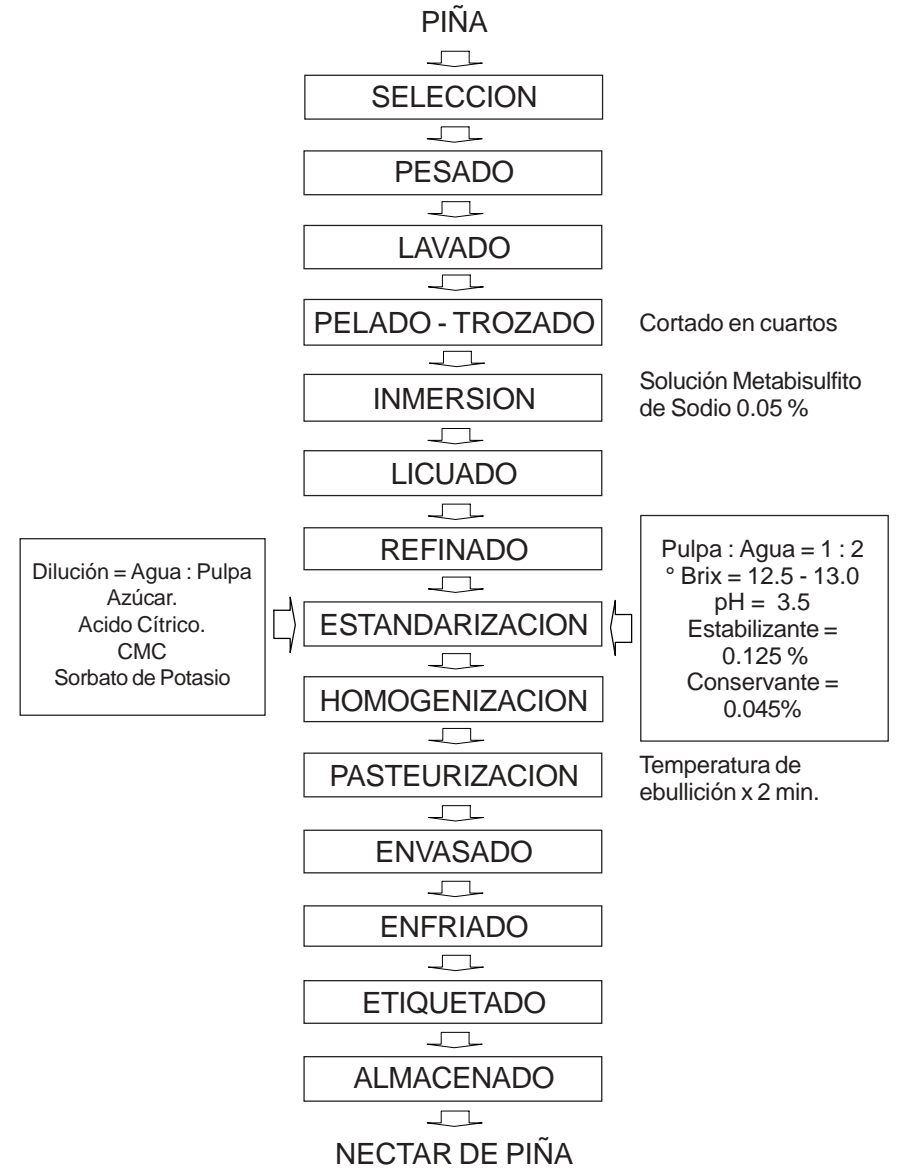 PIÑA
SELECCION
PESADO
LAVADO
PELADO - TROZADO
Cortado en cuartos
INMERSION
Solución Metabisulfito
de Sodio 0.05 %
LICUADO
REFINADO
Dilución = Agua : Pulpa
Azúcar.
Acido Cítrico.
CMC
Sorbato de Potasio
ESTANDARIZACION
Pulpa : Agua = 1 : 2
° Brix = 12.5 - 13.0
pH = 3.5
Estabilizante =
0.125 %
Conservante =
0.045%
HOMOGENIZACION
PASTEURIZACION
Temperatura de
ebullición x 2 min.
ENVASADO
ENFRIADO
ETIQUETADO
ALMACENADO
NECTAR DE PIÑA